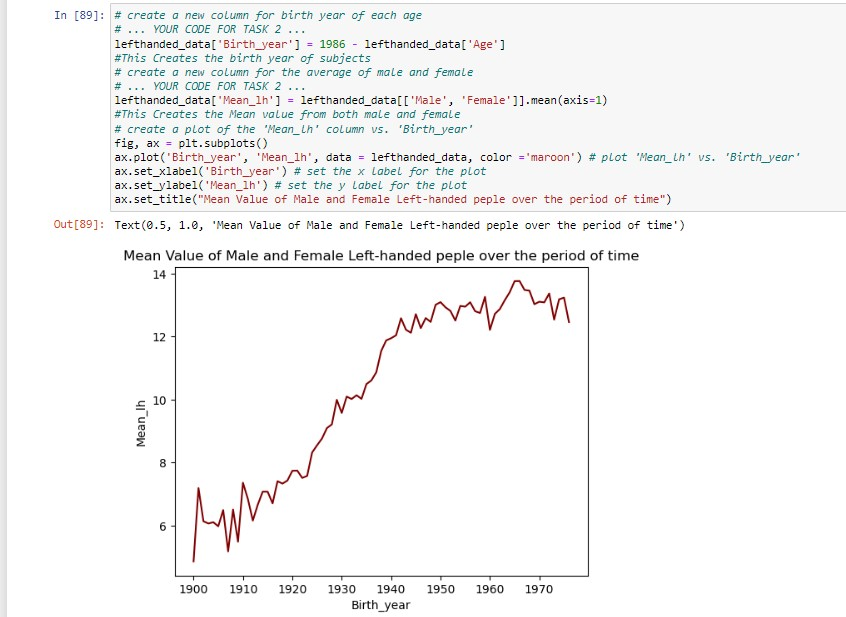 In [89]: # create a new column for birth year of each age
# ... YOUR CODE FOR TASK 2 ...
lefthanded_data['Birth_year'] = 1986 - lefthanded_data['Age']
#This Creates the birth year of subjects
# create a new column for the average of male and female
# ... YOUR CODE FOR TASK 2 ...
lefthanded_data['Mean_lh'] = lefthanded_data[['Male', 'Female']].mean(axis=1)
#This Creates the Mean value from both male and female
# create a plot of the 'Mean_lh' column vs. 'Birth_year'
fig, ax = plt.subplots()
ax.plot('Birth_year', 'Mean_lh', data = lefthanded_data, color ='maroon') # plot 'Mean_lh' vs. 'Birth_year'
ax.set_xlabel('Birth_year') # set the x label for the plot
ax.set_ylabel('Mean_lh') # set the y label for the plot
ax.set_title("Mean Value of Male and Female Left-handed peple over the period of time")
Out[89]: Text(0.5, 1.0, 'Mean Value of Male and Female Left-handed peple over the period of time')
Mean Value of Male and Female Left-handed peple over the period of time
14
12
10
8
6
Mean_lh
1900 1910 1920 1930 1940 1950 1960 1970
Birth_year